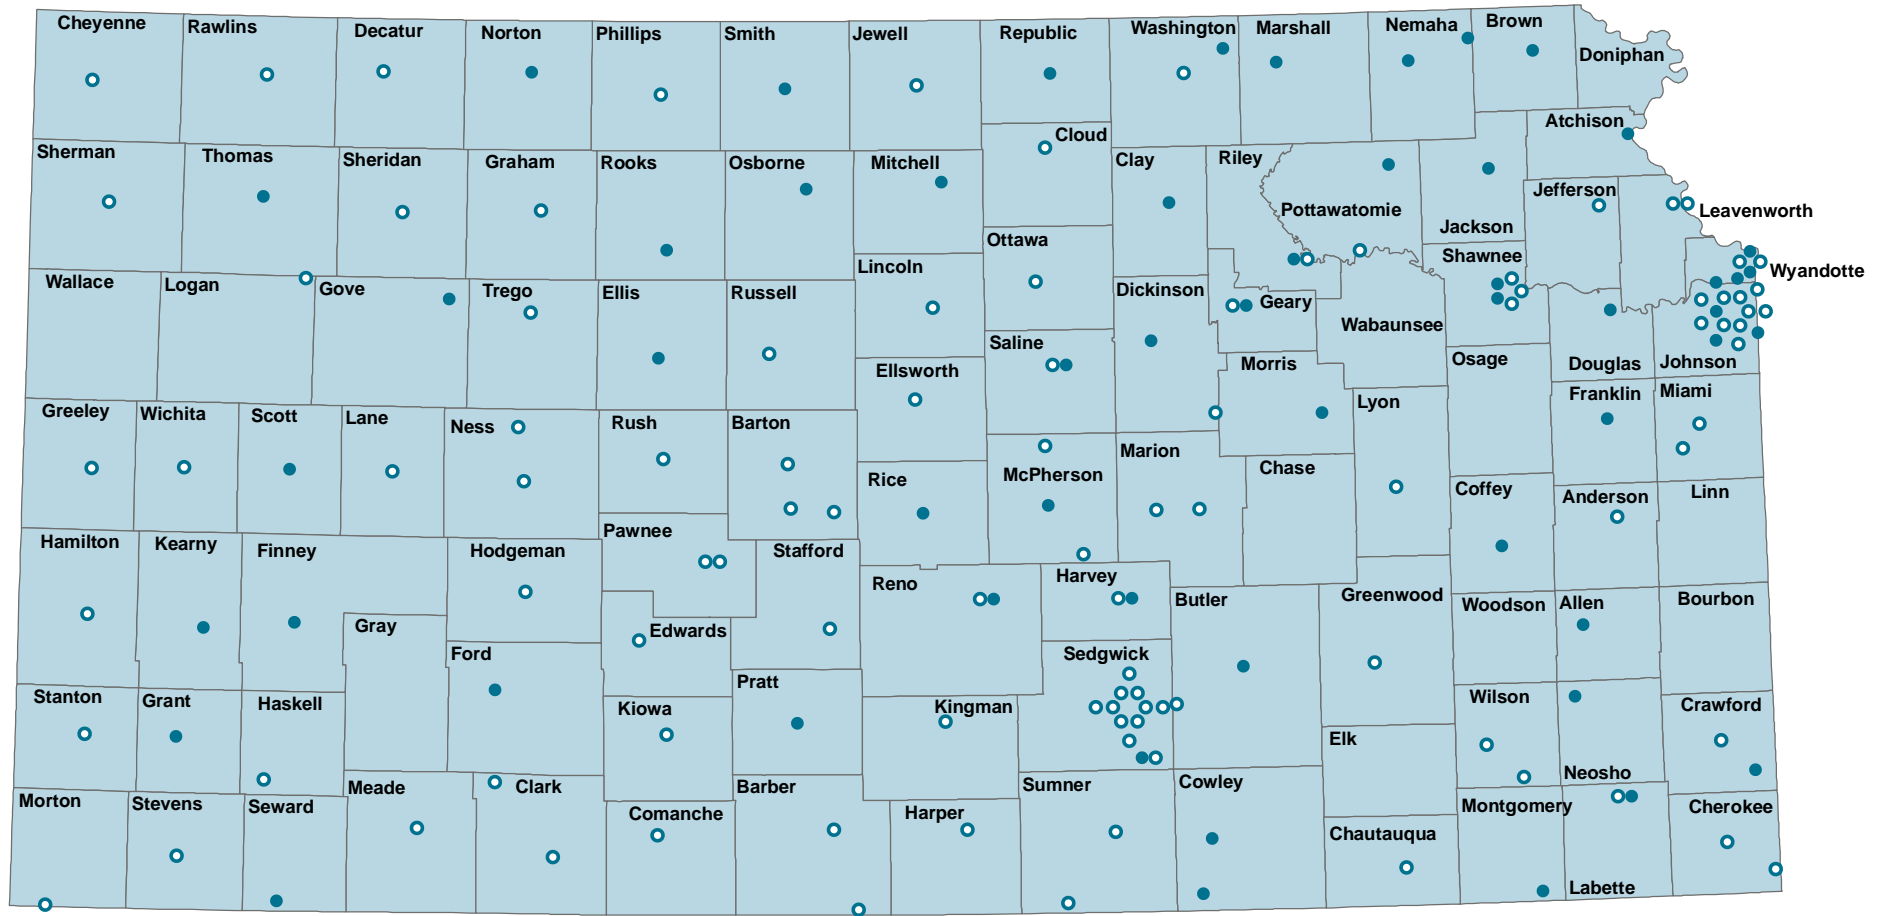 Cheyenne
Rawlins
Decatur
Norton
Phillips
Smith
Jewell
Republic
Washington
Marshall
Nemaha
Brown
Doniphan
Atchison
Cloud
Sherman
Thomas
Sheridan
Graham
Rooks
Osborne
Mitchell
Clay
Riley
Pottawatomie
Jackson
Jefferson
Leavenworth
Ottawa
Lincoln
Shawnee
Wyandotte
Wallace
Logan
Gove
Trego
Ellis
Russell
Dickinson
Geary
Wabaunsee
Saline
Ellsworth
Morris
Osage
Douglas
Johnson
Greeley
Wichita
Scott
Lane
Ness
Rush
Barton
Lyon
Franklin
Miami
Rice
McPherson
Marion
Chase
Coffey
Anderson
Linn
Hamilton
Kearny
Finney
Hodgeman
Pawnee
Stafford
Reno
Harvey
Butler
Greenwood
Woodson
Allen
Bourbon
Gray
Ford
Edwards
Sedgwick
Pratt
Stanton
Grant
Haskell
Kiowa
Kingman
Elk
Wilson
Neosho
Crawford
Morton
Stevens
Seward
Meade
Clark
Comanche
Barber
Harper
Sumner
Cowley
Chautauqua
Montgomery
Labette
Cherokee